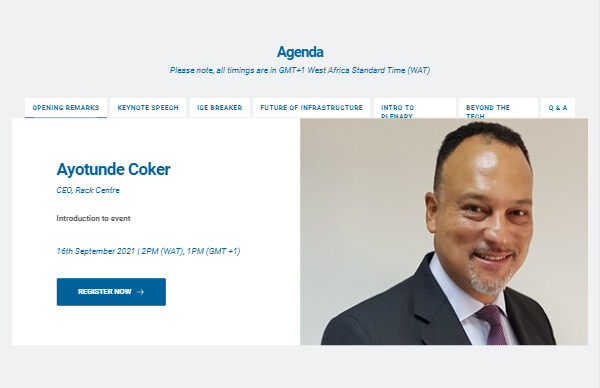 Agenda
Please note, all timings are in GMT+1 West Africa Standard Time (WAT)
OPENING REMARKS
KEYNOTE SPEECH
ICE BREAKER
FUTURE OF INFRASTRUCTURE
INTRO TO
PLENARY
BEYOND THE
TECH
Q & A
Ayotunde Coker
CEO, Rack Centre
Introduction to event
16th September 2021 | 2PM (WAT), 1PM (GMT +1)
REGISTER NOW →